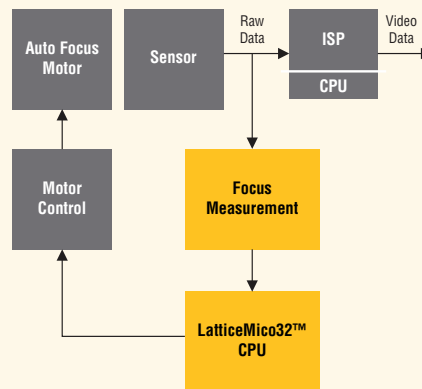 Auto Focus
Motor
Sensor
Raw
Data
ISP
CPU
Video
Data
Motor
Control
Focus
Measurement
LatticeMico32™
CPU